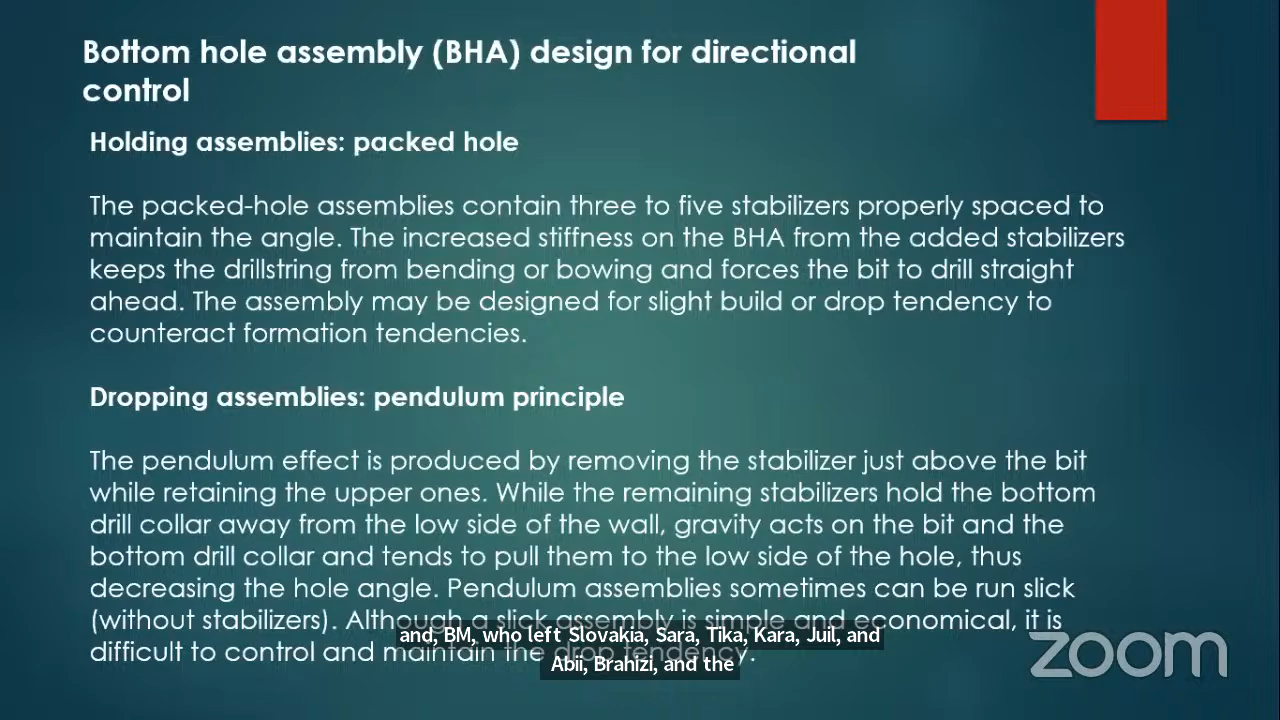 Bottom hole assembly (BHA) design for directional
control
Holding assemblies: packed hole
The packed-hole assemblies contain three to five stabilizers properly spaced to
maintain the angle. The increased stiffness on the BHA from the added stabilizers
keeps the drillstring from bending or bowing and forces the bit to drill straight
ahead. The assembly may be designed for slight build or drop tendency to
counteract formation tendencies.
Dropping assemblies: pendulum principle
The pendulum effect is produced by removing the stabilizer just above the bit
while retaining the upper ones. While the remaining stabilizers hold the bottom
drill collar away from the low side of the wall, gravity acts on the bit and the
bottom drill collar and tends to pull them to the low side of the hole, thus
decreasing the hole angle. Pendulum assemblies sometimes can be run slick
(without stabilizers). Although a slick assembly is simple and economical, it is
difficult to control and maintain the drop tendency.
and, BM, who left Slovakia, Sara, Tika, Kara, Juil, and
Abii, Brahizi, and the
zoom